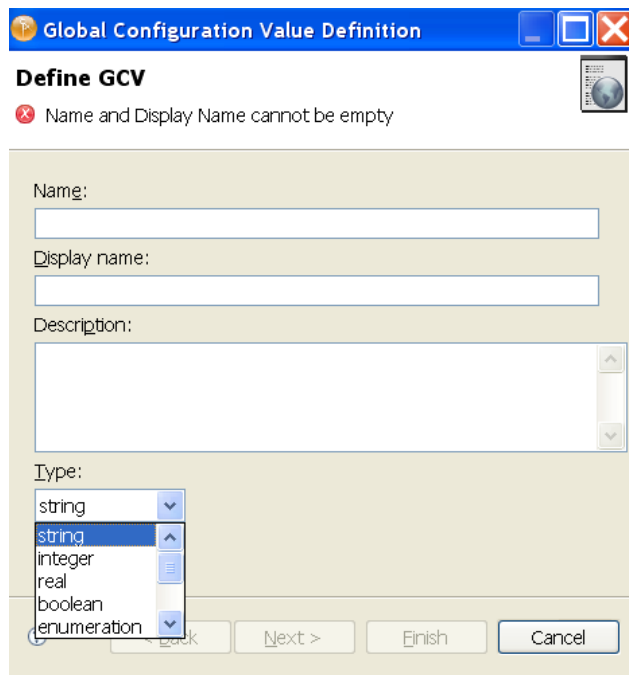 Global Configuration Value Definition
Define GCV
Name and Display Name cannot be empty
Name:
Display name:
Description:
Type:
string
string
integer
real
boolean
enumeration
Next >
Finish
Cancel